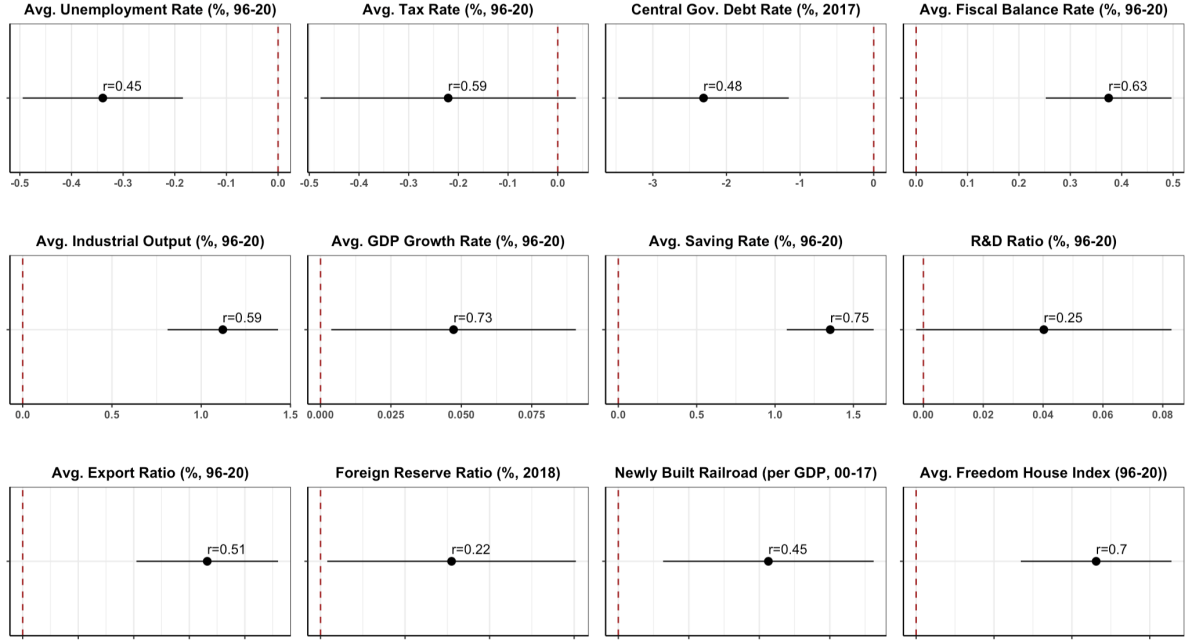 Avg. Unemployment Rate (%, 96-20)
Avg. Tax Rate (%, 96-20)
Central Gov. Debt Rate (%, 2017)
Avg. Fiscal Balance Rate (%, 96-20)
r=0.45
r=0.59
r=0.48
r=0.63
-0.5 -0.4 -0.3 -0.2 -0.1 0.0
-0.5 -0.4 -0.3 -0.2 -0.1 0.0
-3 -2 -1 0
0.0 0.1 0.2 0.3 0.4 0.5
Avg. Industrial Output (%, 96-20)
Avg. GDP Growth Rate (%, 96-20)
Avg. Saving Rate (%, 96-20)
R&D Ratio (%, 96-20)
r=0.59
r=0.73
r=0.75
r=0.25
0.0 0.5 1.0 1.5
0.000 0.025 0.050 0.075
0.0 0.5 1.0 1.5
0.00 0.02 0.04 0.06 0.08
Avg. Export Ratio (%, 96-20)
Foreign Reserve Ratio (%, 2018)
Newly Built Railroad (per GDP, 00-17)
Avg. Freedom House Index (96-20))
r=0.51
r=0.22
r=0.45
r=0.7